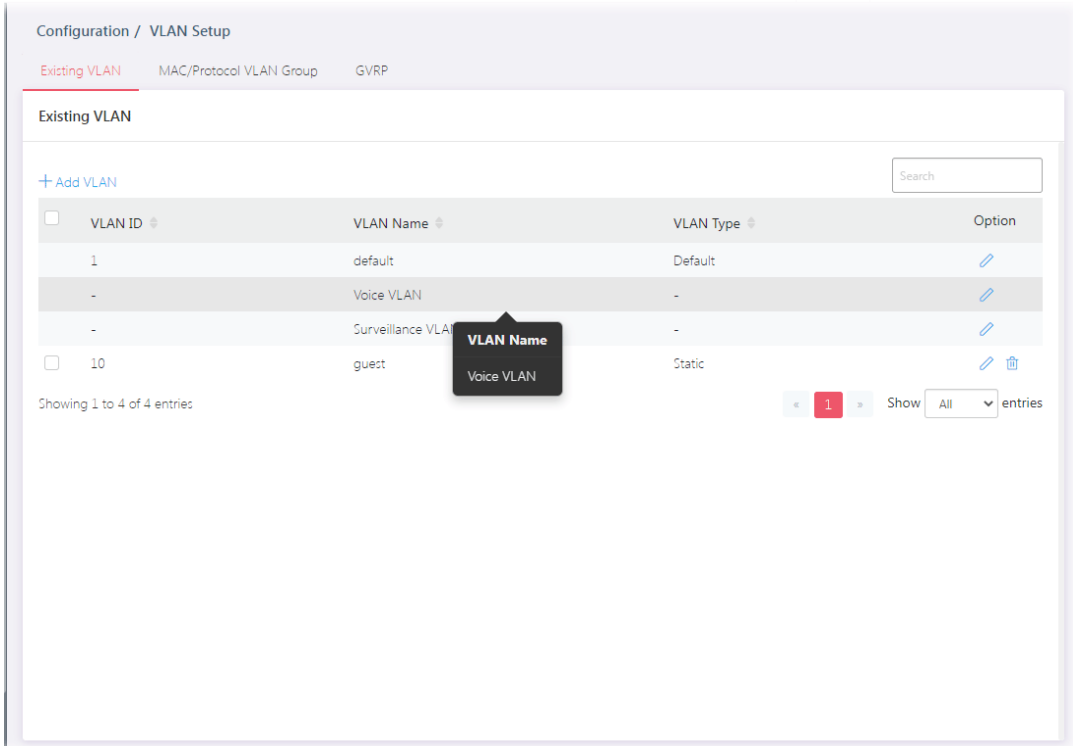 Configuration / VLAN Setup
Existing VLAN MAC/Protocol VLAN Group GVRP
Existing VLAN
+ Add VLAN Search
VLAN ID VLAN Name VLAN Type Option
1 default Default
- Voice VLAN -
- Surveillance VLA -
VLAN Name
10 guest Static
Voice VLAN
Showing 1 to 4 of 4 entries « 1 » Show All entries